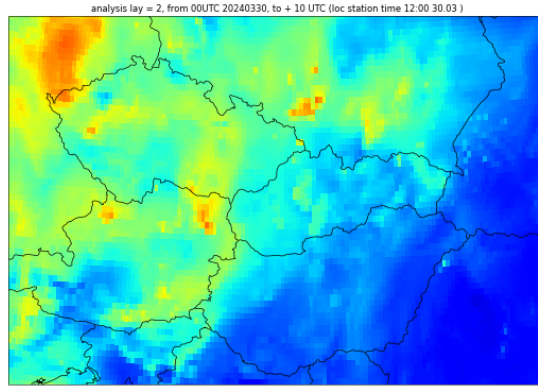 analysis lay = 2, from 00UTC 20240330, to + 10 UTC (loc station time 12:00 30.03 )